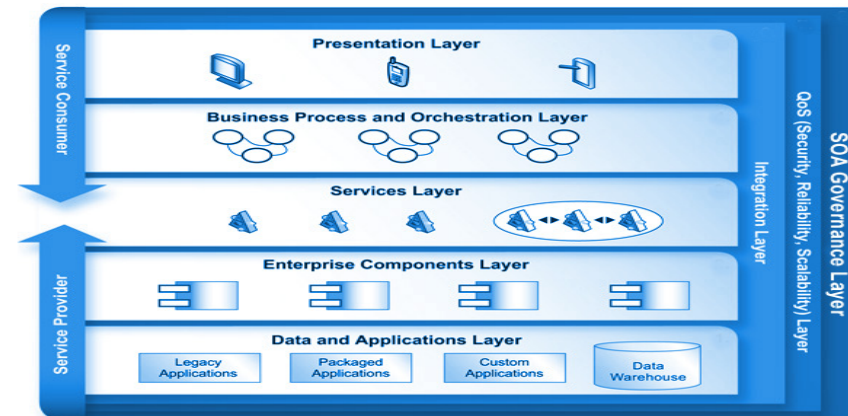 Presentation Layer
Business Process and Orchestration Layer
Services Layer
Enterprise Components Layer
Data and Applications Layer
Legacy
Applications
Packaged
Applications
Custom
Applications
Data
Warehouse
Service Consumer
Service Provider
Integration Layer
QoS (Security, Reliability, Scalability) Layer
SOA Governance Layer